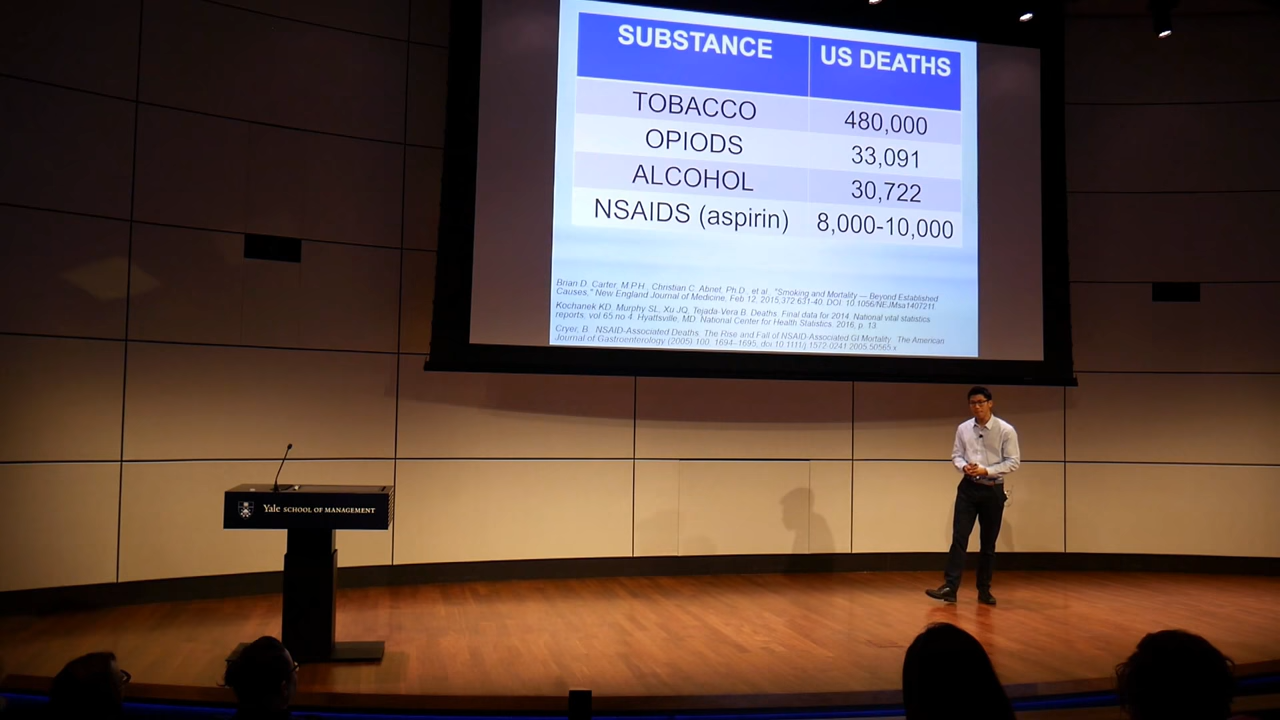 SUBSTANCE US DEATHS
TOBACCO 480,000
OPIODS 33,091
ALCOHOL 30,722
NSAIDS (aspirin) 8,000-10,000
Brian D. Carter, M.P.H., Christian C. Abnet, Ph.D., et al. "Smoking and Mortality — Beyond Established
Causes," New England Journal of Medicine, Feb 12, 2015;372:631-40. DOI: 10.1056/NEJMsa1407211
Kochanek KD, Murphy SL, Xu JQ, Tejada-Vera B. Deaths: Final data for 2014. National vital statistics
reports; vol 65 no 4. Hyattsville, MD: National Center for Health Statistics. 2016, p. 13.
Cryer, B. NSAID-Associated Deaths: The Rise and Fall of NSAID-Associated GI Mortality. The American
Journal of Gastroenterology (2005) 100, 1694–1695; doi:10.1111/j.1572-0241.2005.50565.x
Yale SCHOOL OF MANAGEMENT